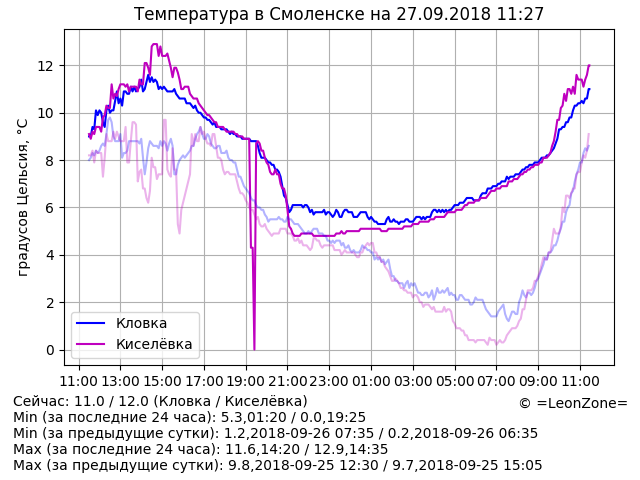 Температура в Смоленске на 27.09.2018 11:27
градусов Цельсия, °C
12
10
8
6
4
2
0
Кловка
Киселёвка
11:00 13:00 15:00 17:00 19:00 21:00 23:00 01:00 03:00 05:00 07:00 09:00 11:00
Сейчас: 11.0 / 12.0 (Кловка / Киселёвка)
© =LeonZone=
Min (за последние 24 часа): 5.3,01:20 / 0.0,19:25
Min (за предыдущие сутки): 1.2,2018-09-26 07:35 / 0.2,2018-09-26 06:35
Max (за последние 24 часа): 11.6,14:20 / 12.9,14:35
Max (за предыдущие сутки): 9.8,2018-09-25 12:30 / 9.7,2018-09-25 15:05